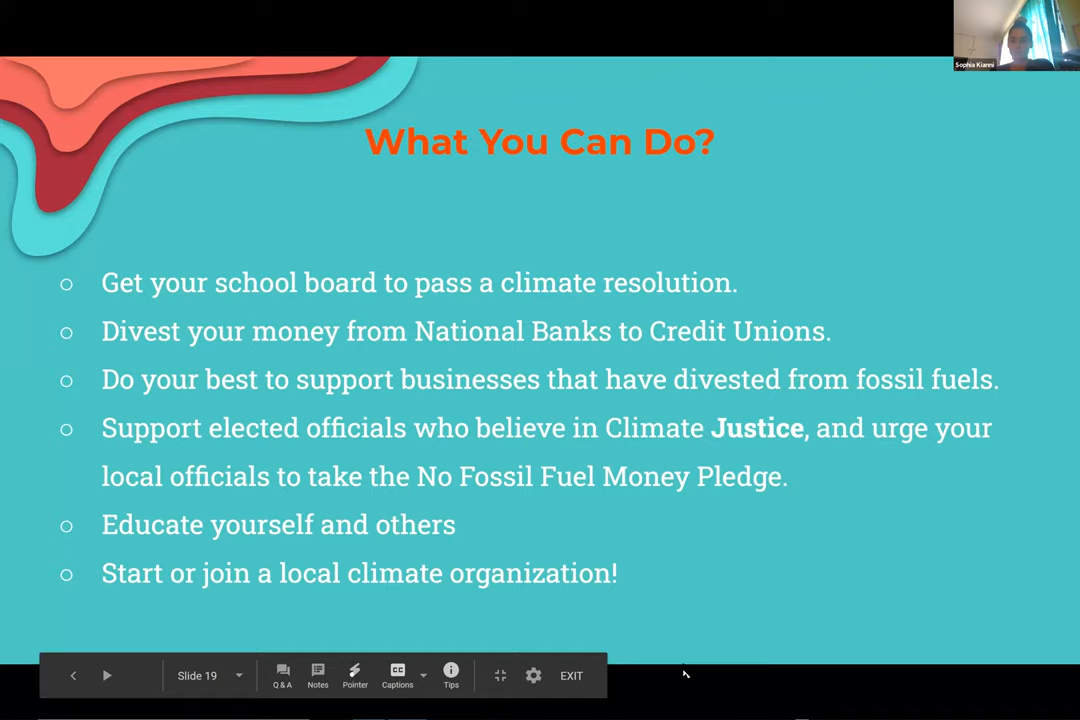 Sophia Kianni
What You Can Do?
Get your school board to pass a climate resolution.
Divest your money from National Banks to Credit Unions.
Do your best to support businesses that have divested from fossil fuels.
Support elected officials who believe in Climate Justice, and urge your
local officials to take the No Fossil Fuel Money Pledge.
Educate yourself and others
Start or join a local climate organization!
Slide 19
Q & A
Notes
Pointer
CC
Captions
Tips
EXIT